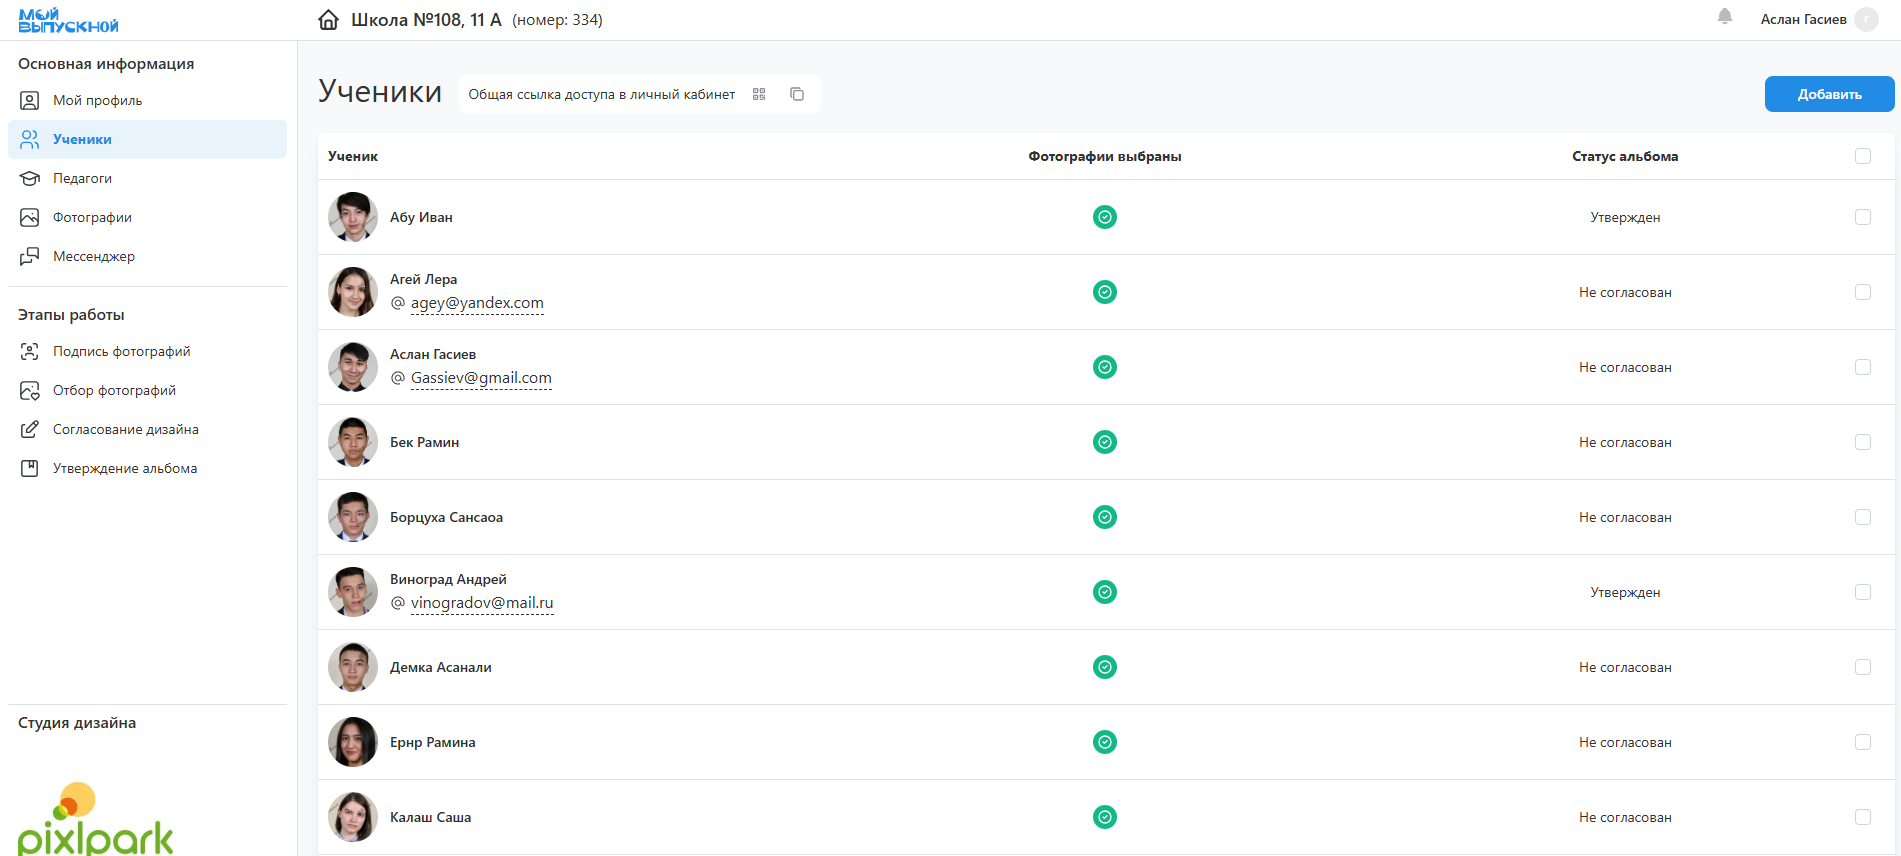 МОЙ
ВЫПУСКНОЙ
Школа №108, 11 А (номер: 334)
Аслан Гасиев г
Основная информация
Мой профиль
Ученики
Педагоги
Фотографии
Мессенджер
Этапы работы
Подпись фотографий
Отбор фотографий
Согласование дизайна
Утверждение альбома
Студия дизайна
pixlpark
Ученики
Общая ссылка доступа в личный кабинет
Добавить
Ученик Фотографии выбраны Статус альбома
Абу Иван Утвержден
Агей Лера
@ agey@yandex.com
Не согласован
Аслан Гасиев
@ Gassiev@gmail.com
Не согласован
Бек Рамин Не согласован
Борцуха Сансаоа Не согласован
Виноград Андрей
@ vinogradov@mail.ru
Утвержден
Демка Асанали Не согласован
Ернр Рамина Не согласован
Калаш Саша Не согласован